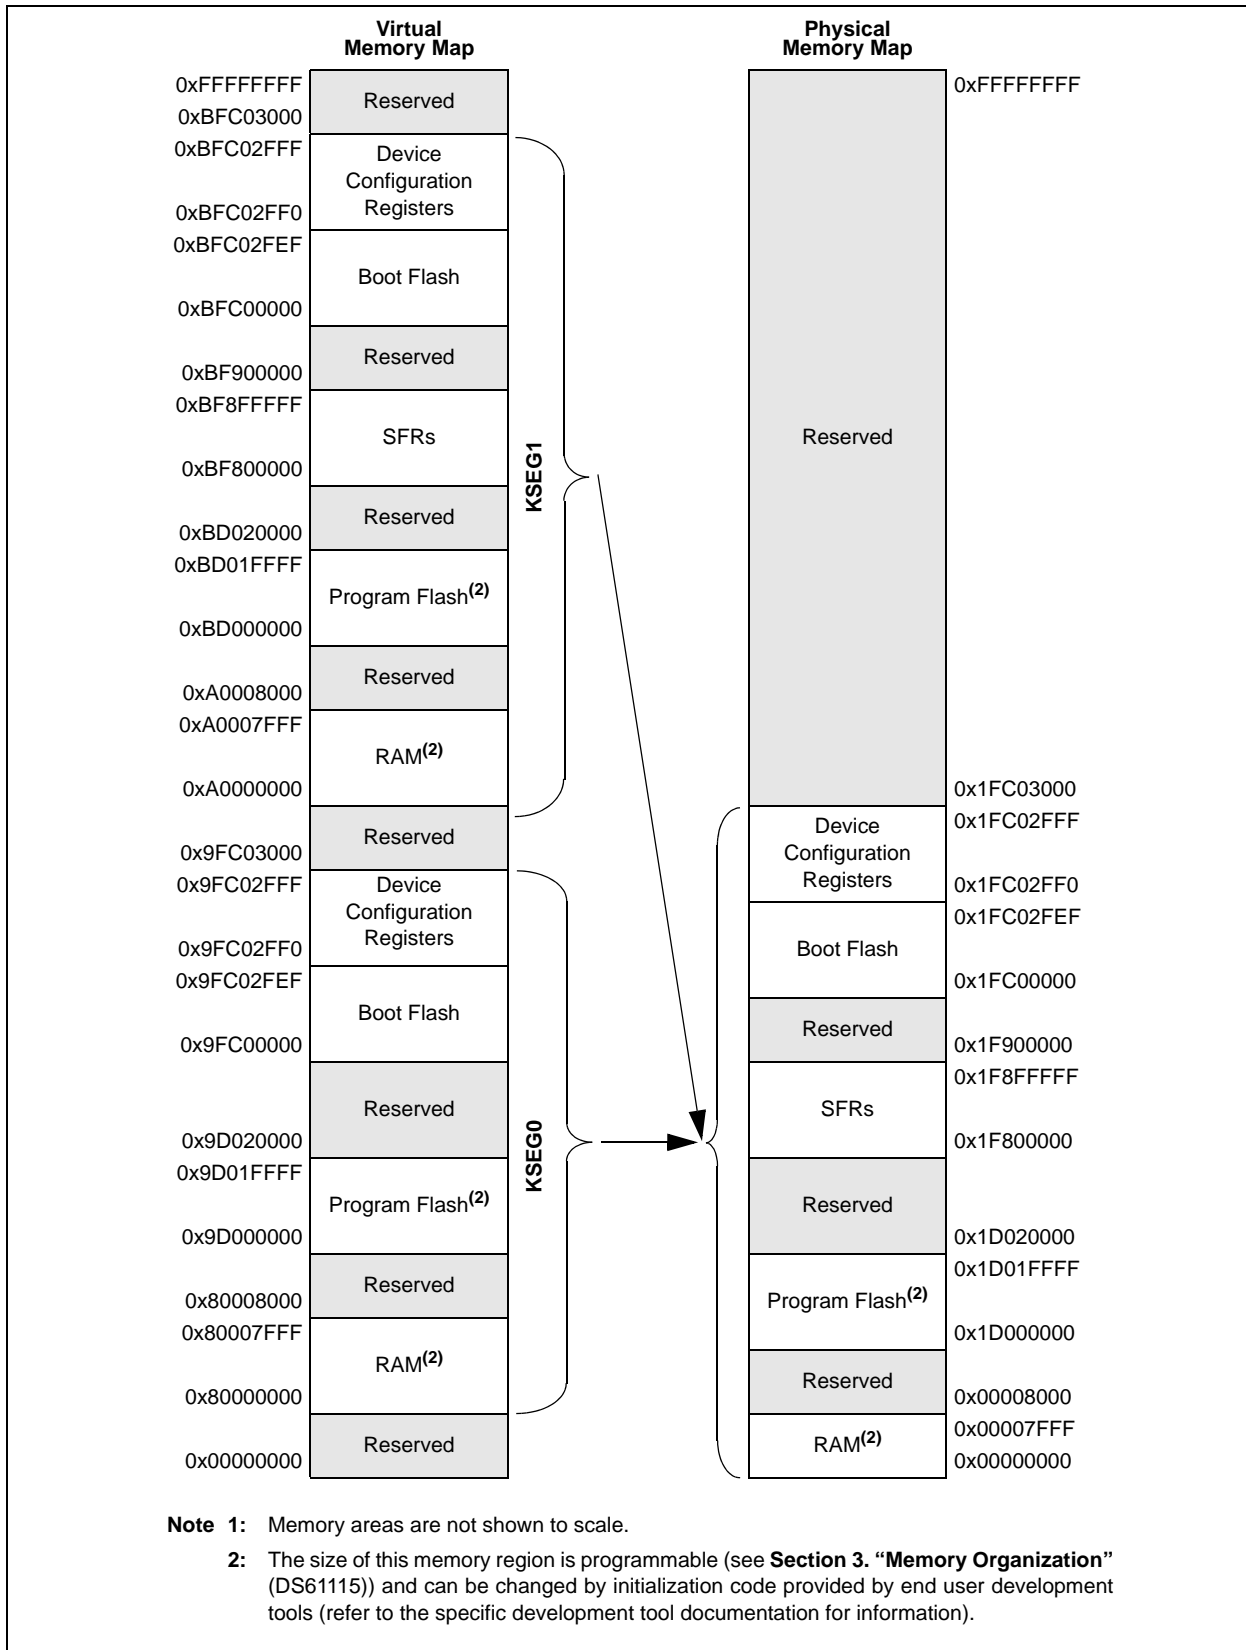 Virtual
Memory Map
0xFFFFFFFF
Reserved
0xBFC03000
0xBFC02FFF
Device
Configuration
Registers
0xBFC02FF0
0xBFC02FEF
Boot Flash
0xBFC00000
Reserved
0xBF900000
0xBF8FFFFF
SFRs
0xBF800000
Reserved
0xBD020000
0xBD01FFFF
Program Flash(2)
0xBD000000
Reserved
0xA0008000
0xA0007FFF
RAM(2)
0xA0000000
Reserved
0x9FC03000
0x9FC02FFF
Device
Configuration
Registers
0x9FC02FF0
0x9FC02FEF
Boot Flash
0x9FC00000
Reserved
0x9D020000
0x9D01FFFF
Program Flash(2)
0x9D000000
Reserved
0x80008000
0x80007FFF
RAM(2)
0x80000000
Reserved
0x00000000
KSEG1
KSEG0
Physical
Memory Map
0xFFFFFFFF
Reserved
0x1FC03000
0x1FC02FFF
Device
Configuration
Registers
0x1FC02FF0
0x1FC02FEF
Boot Flash
0x1FC00000
Reserved
0x1F900000
0x1F8FFFFF
SFRs
0x1F800000
Reserved
0x1D020000
0x1D01FFFF
Program Flash(2)
0x1D000000
Reserved
0x00008000
0x00007FFF
RAM(2)
0x00000000
Note 1: Memory areas are not shown to scale.
2: The size of this memory region is programmable (see Section 3. “Memory Organization”
(DS61115)) and can be changed by initialization code provided by end user development
tools (refer to the specific development tool documentation for information).